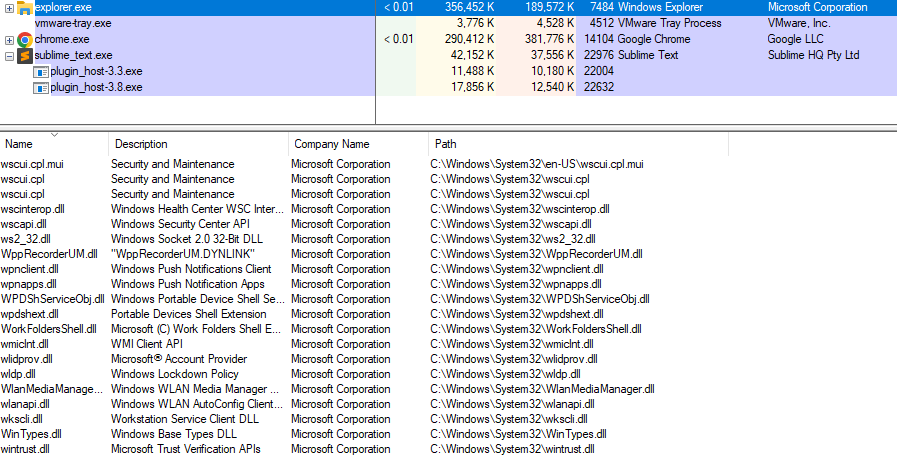 explorer.exe < 0.01 356,452 K 189,572 K 7484 Windows Explorer Microsoft Corporation
vmware-tray.exe 3,776 K 4,528 K 4512 VMware Tray Process VMware, Inc.
chrome.exe < 0.01 290,412 K 381,776 K 14104 Google Chrome Google LLC
sublime_text.exe 42,152 K 37,556 K 22976 Sublime Text Sublime HQ Pty Ltd
plugin_host-3.3.exe 11,488 K 10,180 K 22004
plugin_host-3.8.exe 17,856 K 12,540 K 22632
Name Description Company Name Path
wscui.cpl.mui Security and Maintenance Microsoft Corporation C:\Windows\System32\en-US\wscui.cpl.mui
wscui.cpl Security and Maintenance Microsoft Corporation C:\Windows\System32\wscui.cpl
wscui.cpl Security and Maintenance Microsoft Corporation C:\Windows\System32\wscui.cpl
wscinterop.dll Windows Health Center WSC Inter... Microsoft Corporation C:\Windows\System32\wscinterop.dll
wscapi.dll Windows Security Center API Microsoft Corporation C:\Windows\System32\wscapi.dll
ws2_32.dll Windows Socket 2.0 32-Bit DLL Microsoft Corporation C:\Windows\System32\ws2_32.dll
WppRecorderUM.dll "WppRecorderUM.DYNLINK" Microsoft Corporation C:\Windows\System32\WppRecorderUM.dll
wpnclient.dll Windows Push Notifications Client Microsoft Corporation C:\Windows\System32\wpnclient.dll
wpnapps.dll Windows Push Notification Apps Microsoft Corporation C:\Windows\System32\wpnapps.dll
WPDShServiceObj.dll Windows Portable Device Shell Se... Microsoft Corporation C:\Windows\System32\WPDShServiceObj.dll
wpdshext.dll Portable Devices Shell Extension Microsoft Corporation C:\Windows\System32\wpdshext.dll
WorkFoldersShell.dll Microsoft (C) Work Folders Shell E... Microsoft Corporation C:\Windows\System32\WorkFoldersShell.dll
wmiclnt.dll WMI Client API Microsoft Corporation C:\Windows\System32\wmiclnt.dll
wlidprov.dll Microsoft® Account Provider Microsoft Corporation C:\Windows\System32\wlidprov.dll
wldp.dll Windows Lockdown Policy Microsoft Corporation C:\Windows\System32\wldp.dll
WlanMediaManage... Windows WLAN Media Manager ... Microsoft Corporation C:\Windows\System32\WlanMediaManager.dll
wlanapi.dll Windows WLAN AutoConfig Client... Microsoft Corporation C:\Windows\System32\wlanapi.dll
wkscli.dll Workstation Service Client DLL Microsoft Corporation C:\Windows\System32\wkscli.dll
WinTypes.dll Windows Base Types DLL Microsoft Corporation C:\Windows\System32\WinTypes.dll
wintrust.dll Microsoft Trust Verification APIs Microsoft Corporation C:\Windows\System32\wintrust.dll